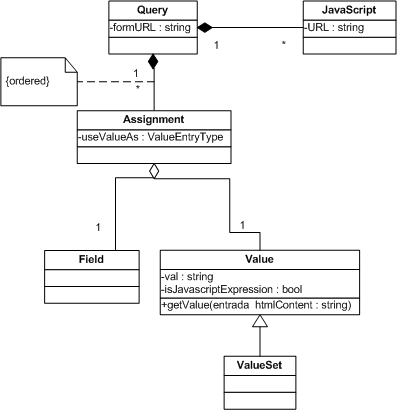 Query
-formURL : string
JavaScript
-URL : string
1
*
{ordered}
1
*
Assignment
-useValueAs : ValueEntryType
1
1
Field
Value
-val : string
-isJavascriptExpression : bool
+getValue(entrada htmlContent : string)
ValueSet